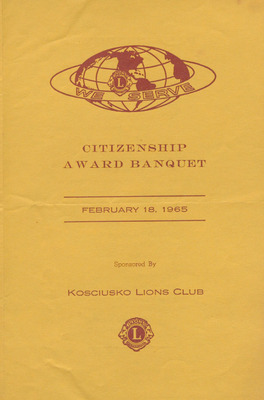 WE SERVE
L
CITIZENSHIP
AWARD BANQUET
FEBRUARY 18, 1965
Sponsored By
KOSCIUSKO LIONS CLUB
L